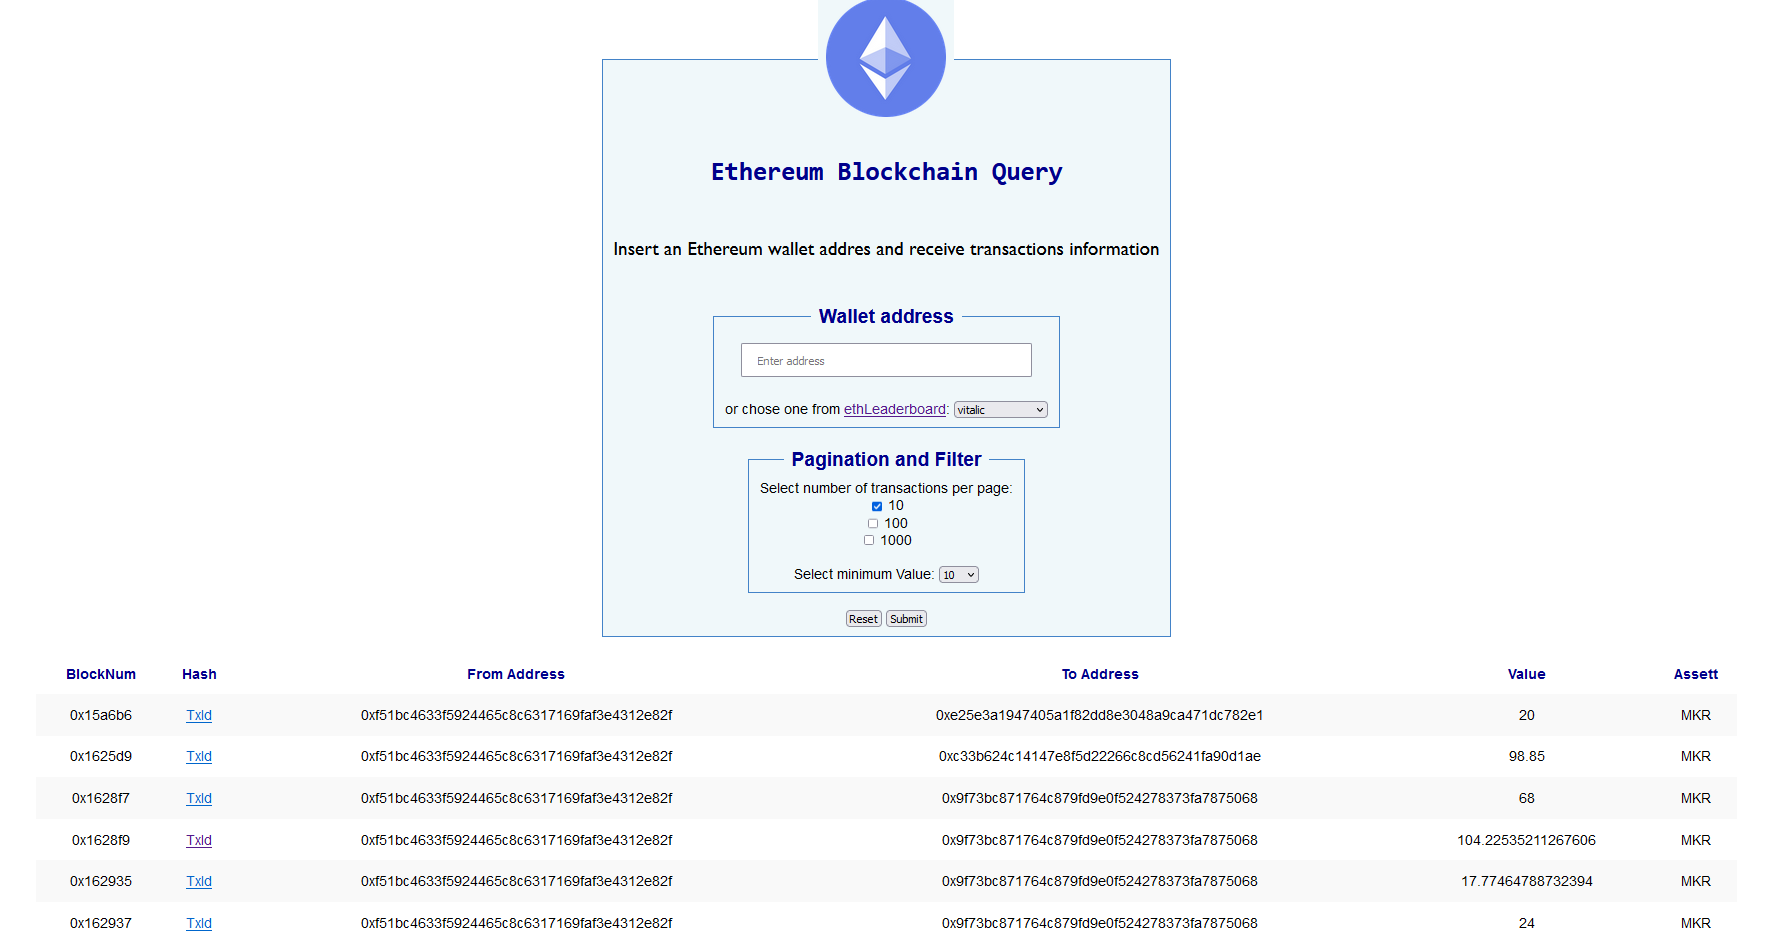 Ethereum Blockchain Query
Insert an Ethereum wallet addres and receive transactions information
Wallet address
Enter address
or chose one from ethLeaderboard: vitalic
Pagination and Filter
Select number of transactions per page:
10
100
1000
Select minimum Value: 10
Reset Submit
BlockNum Hash From Address To Address Value Assett
0x15a6b6 TxId 0xf51bc4633f5924465c8c6317169faf3e4312e82f 0xe25e3a1947405a1f82dd8e3048a9ca471dc782e1 20 MKR
0x1625d9 TxId 0xf51bc4633f5924465c8c6317169faf3e4312e82f 0xc33b624c14147e8f5d22266c8cd56241fa90d1ae 98.85 MKR
0x1628f7 TxId 0xf51bc4633f5924465c8c6317169faf3e4312e82f 0x9f73bc871764c879fd9e0f524278373fa7875068 68 MKR
0x1628f9 TxId 0xf51bc4633f5924465c8c6317169faf3e4312e82f 0x9f73bc871764c879fd9e0f524278373fa7875068 104.22535211267606 MKR
0x162935 TxId 0xf51bc4633f5924465c8c6317169faf3e4312e82f 0x9f73bc871764c879fd9e0f524278373fa7875068 17.77464788732394 MKR
0x162937 TxId 0xf51bc4633f5924465c8c6317169faf3e4312e82f 0x9f73bc871764c879fd9e0f524278373fa7875068 24 MKR